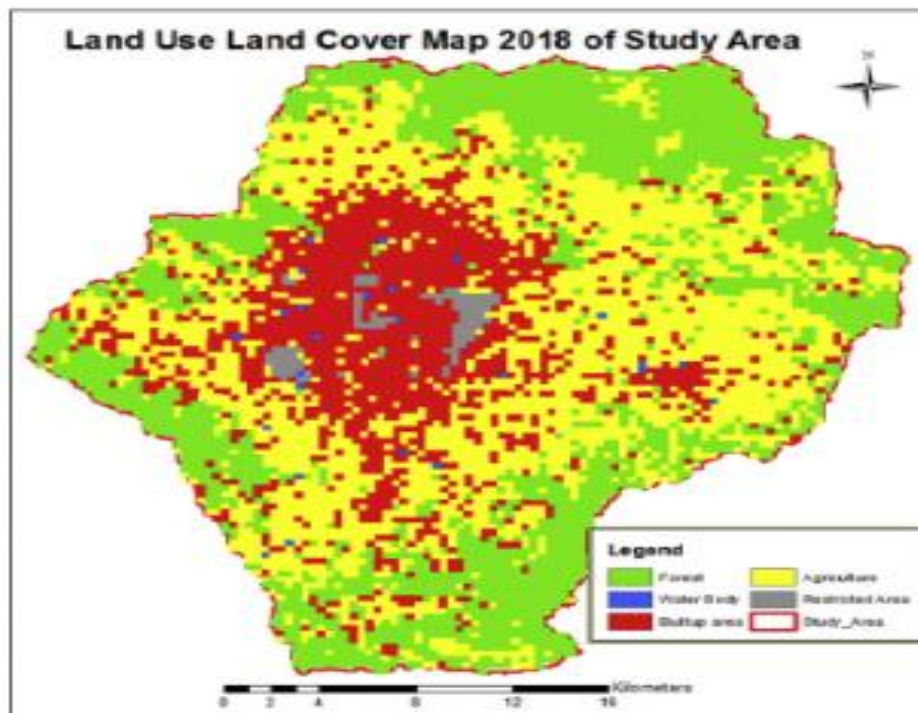 Land Use Land Cover Map 2018 of Study Area
N
Legend
Forest Agriculture
Water Body Restricted Area
Builtup area Study_Area
Kilometers
0 2 4 8 12 16